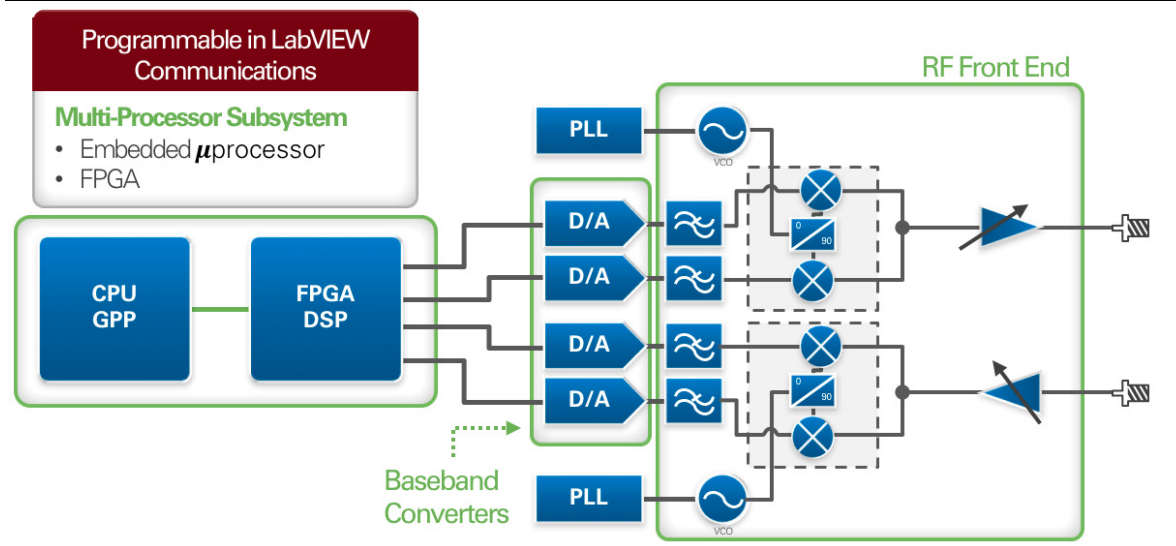 Programmable in LabVIEW
Communications
Multi-Processor Subsystem
• Embedded μprocessor
• FPGA
RF Front End
PLL
VCO
D/A
0
90
D/A
CPU
GPP
FPGA
DSP
D/A
0
90
D/A
Baseband
Converters
PLL
VCO